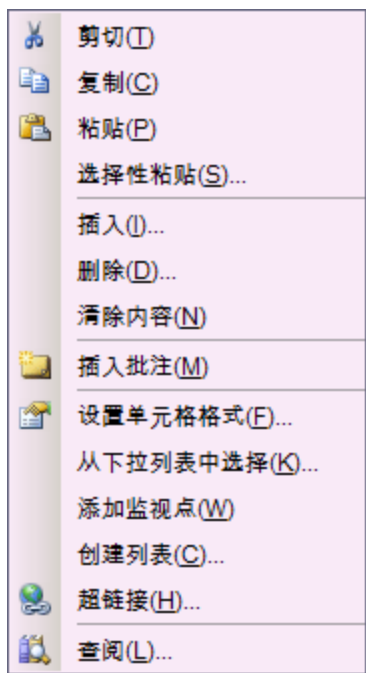 剪切(T)
复制(C)
粘贴(P)
选择性粘贴(S)...
插入(I)...
删除(D)...
清除内容(N)
插入批注(M)
设置单元格格式(F)...
从下拉列表中选择(K)...
添加监视点(W)
创建列表(C)...
超链接(H)...
查阅(L)...